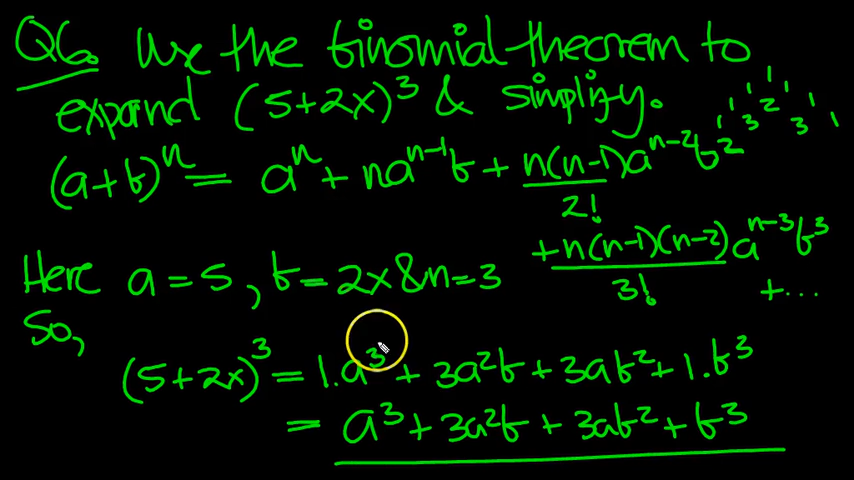 Q6. Use the binomial theorem to
expand (5+2x)³ & simplify.
1
1 1
1 2 1
1 3 3 1
(a+b)ⁿ = aⁿ + naⁿ⁻¹b + n(n-1)/2! aⁿ⁻²b²
+ n(n-1)(n-2)/3! aⁿ⁻³b³
+...
Here a = 5, b = 2x & n = 3
So,
(5+2x)³ = 1.a³ + 3a²b + 3ab² + 1.b³
= a³ + 3a²b + 3ab² + b³